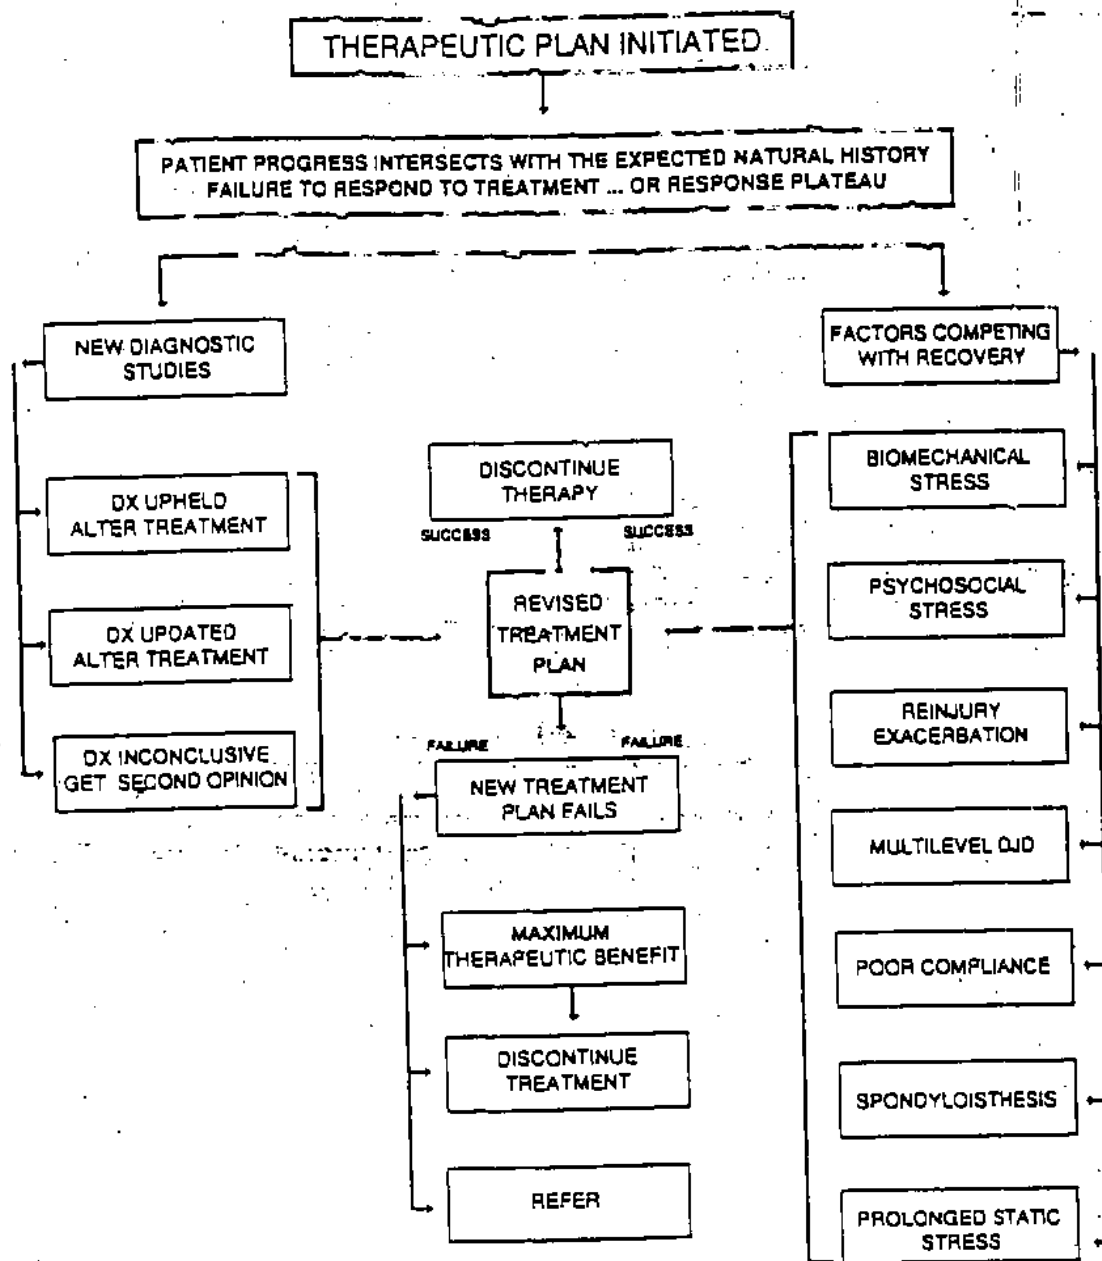 THERAPEUTIC PLAN INITIATED
PATIENT PROGRESS INTERSECTS WITH THE EXPECTED NATURAL HISTORY
FAILURE TO RESPOND TO TREATMENT ... OR RESPONSE PLATEAU
NEW DIAGNOSTIC
STUDIES
DX UPHELD
ALTER TREATMENT
DX UPDATED
ALTER TREATMENT
DX INCONCLUSIVE
GET SECOND OPINION
DISCONTINUE
THERAPY
SUCCESS SUCCESS
REVISED
TREATMENT
PLAN
FAILURE FAILURE
NEW TREATMENT
PLAN FAILS
MAXIMUM
THERAPEUTIC BENEFIT
DISCONTINUE
TREATMENT
REFER
FACTORS COMPETING
WITH RECOVERY
BIOMECHANICAL
STRESS
PSYCHOSOCIAL
STRESS
REINJURY
EXACERBATION
MULTILEVEL DJD
POOR COMPLIANCE
SPONDYLOISTHESIS
PROLONGED STATIC
STRESS